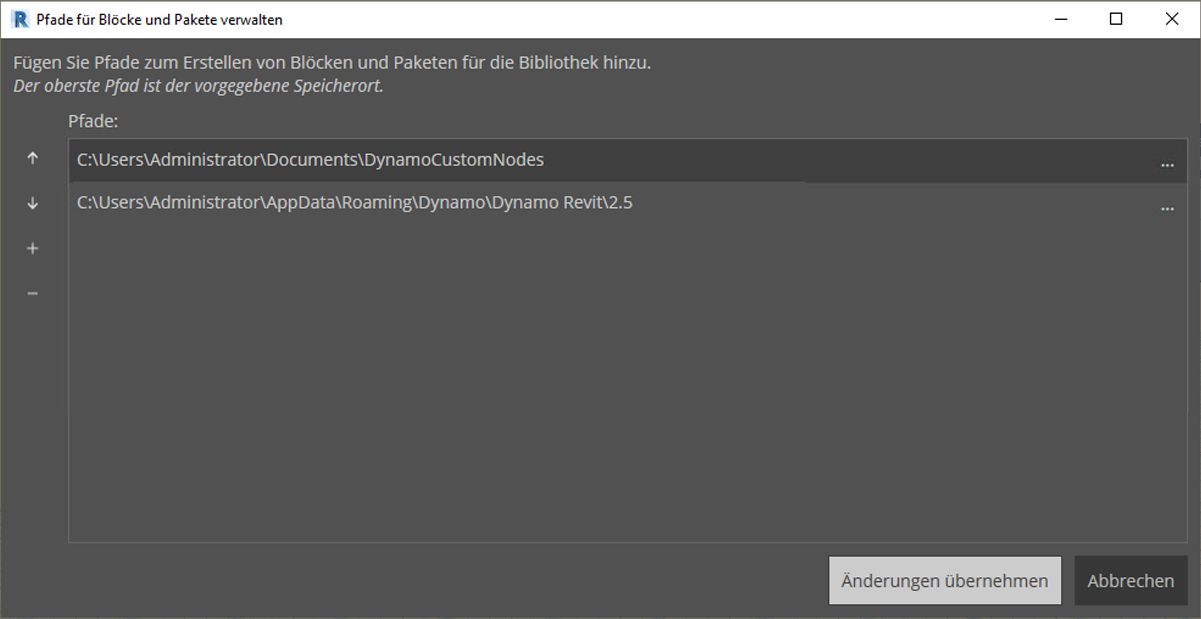 Pfade für Blöcke und Pakete verwalten
Fügen Sie Pfade zum Erstellen von Blöcken und Paketen für die Bibliothek hinzu.
Der oberste Pfad ist der vorgegebene Speicherort.
Pfade:
C:\Users\Administrator\Documents\DynamoCustomNodes ...
C:\Users\Administrator\AppData\Roaming\Dynamo\Dynamo Revit\2.5 ...
Änderungen übernehmen Abbrechen